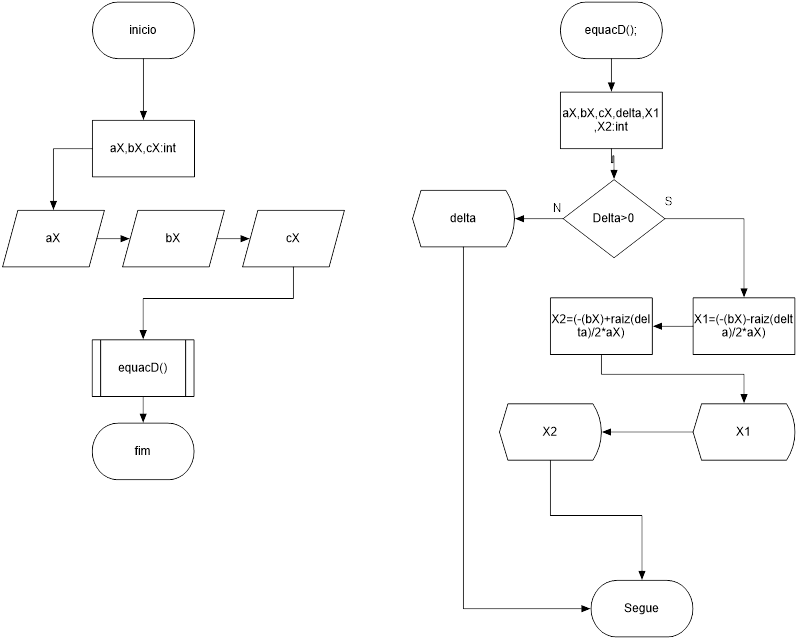 inicio
aX,bX,cX:int
aX
bX
cX
equacD()
fim
equacD();
aX,bX,cX,delta,X1
,X2:int
N
Delta>0
S
delta
X2=(-(bX)+raiz(del
ta)/2*aX)
X1=(-(bX)-raiz(delt
a)/2*aX)
X2
X1
Segue